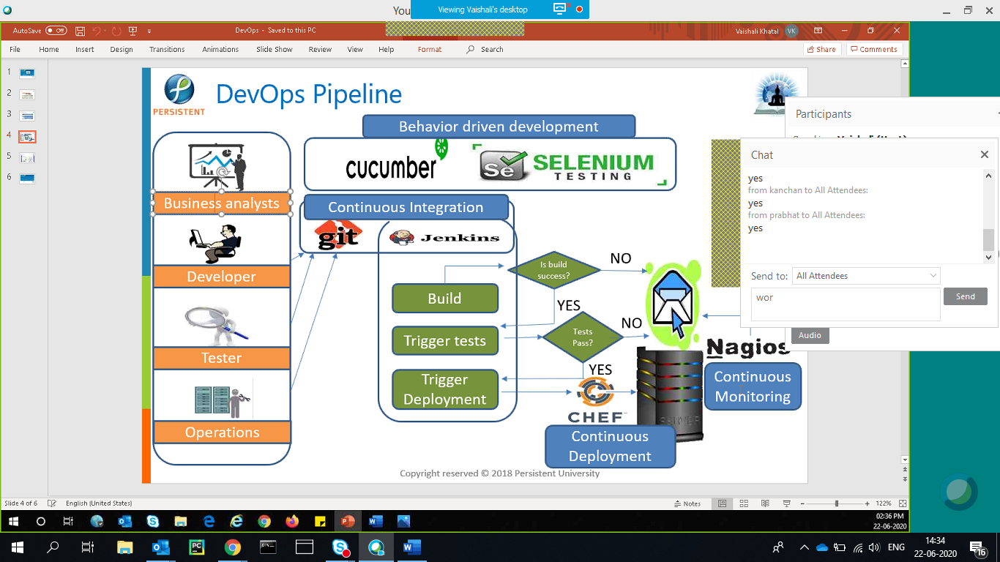 You
Viewing Vaishali's desktop
AutoSave Off
DevOps - Saved to this PC
Vaishali Khatal VK
File Home Insert Design Transitions Animations Slide Show Review View Help Format Search Share Comments
1
2
3
4
5
6
PERSISTENT
DevOps Pipeline
Behavior driven development
cucumber
Se SELENIUM
TESTING
Business analysts
Continuous Integration
git
Jenkins
Developer
Is build
success?
NO
Build
YES
Trigger tests
Tests
Pass?
NO
Tester
YES
Trigger
Deployment
CHEF
SERVER
Nagios
Continuous
Monitoring
Operations
Continuous
Deployment
Copyright reserved © 2018 Persistent University
Participants
Chat
yes
from kanchan to All Attendees:
yes
from prabhat to All Attendees:
yes
Send to: All Attendees
wor
Send
Audio
Slide 4 of 6 English (United States) Notes 122%
02:36 PM
22-06-2020
ENG
14:34
22-06-2020
16